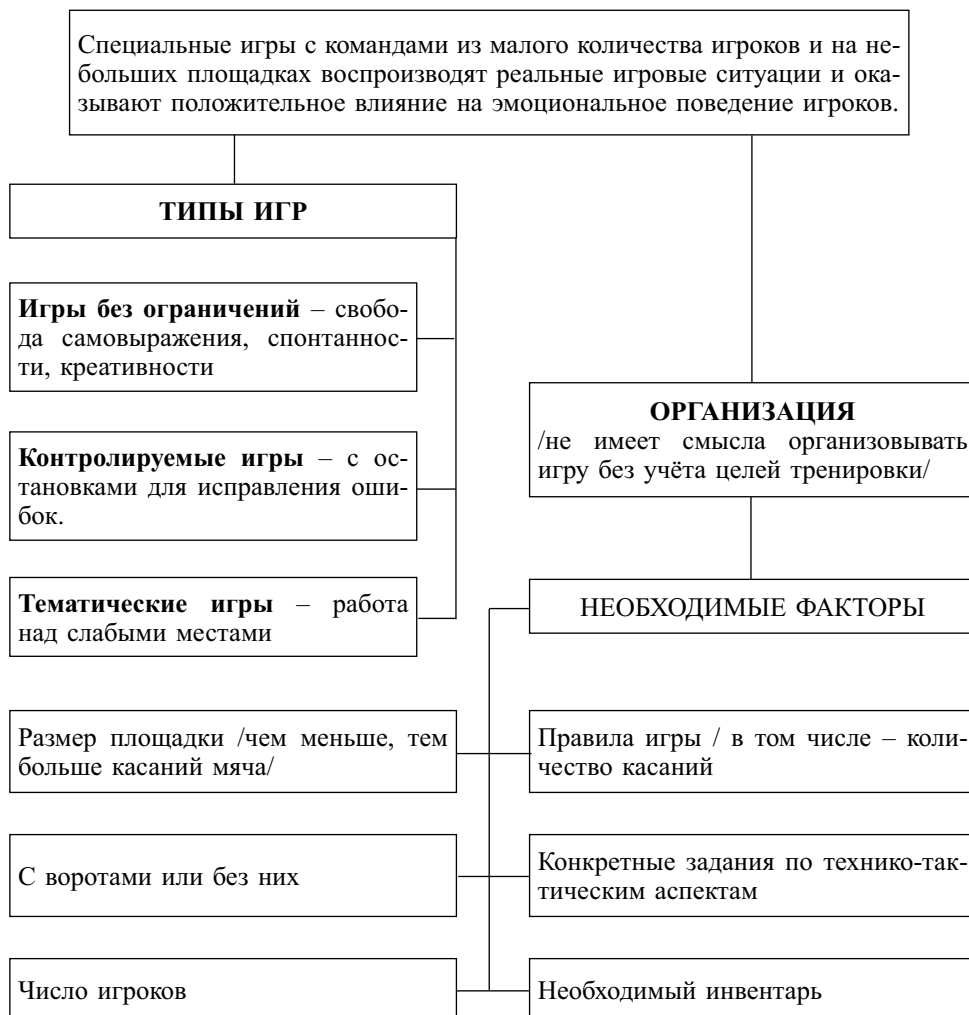 Специальные игры с командами из малого количества игроков и на не-
больших площадках воспроизводят реальные игровые ситуации и ока-
зывают положительное влияние на эмоциональное поведение игроков.
ТИПЫ ИГР
Игры без ограничений – свобо-
да самовыражения, спонтаннос-
ти, креативности
Контролируемые игры – с ос-
тановками для исправления оши-
бок.
Тематические игры – работа
над слабыми местами
ОРГАНИЗАЦИЯ
/не имеет смысла организовывать
игру без учёта целей тренировки/
НЕОБХОДИМЫЕ ФАКТОРЫ
Размер площадки /чем меньше, тем
больше касаний мяча/
Правила игры / в том числе – коли-
чество касаний
С воротами или без них
Конкретные задания по технико-так-
тическим аспектам
Число игроков
Необходимый инвентарь